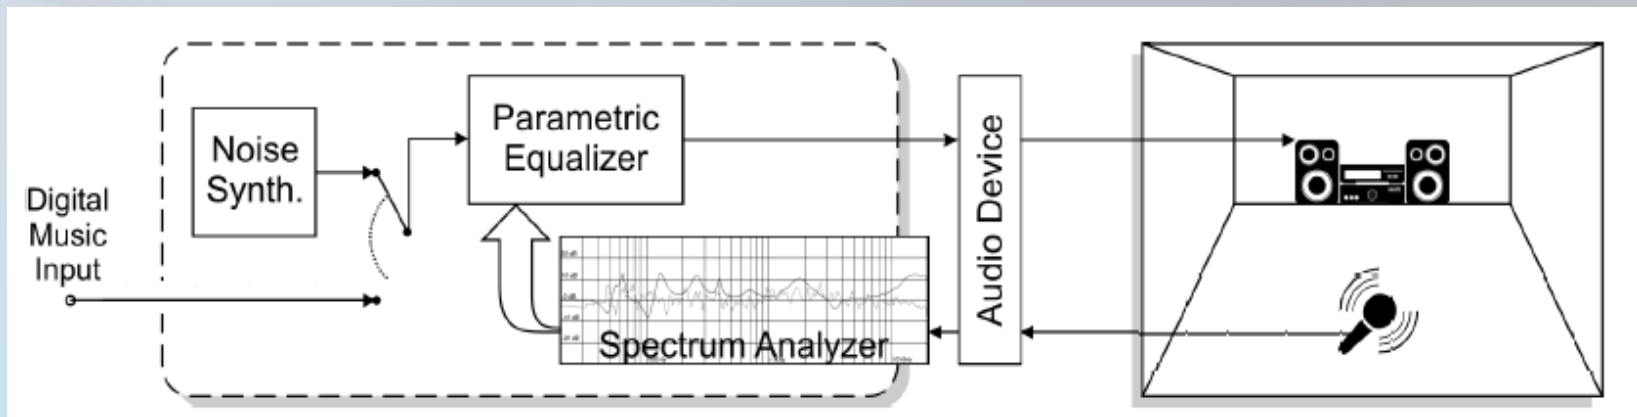 Noise
Synth.
Digital
Music
Input
Parametric
Equalizer
Spectrum Analyzer
Audio Device